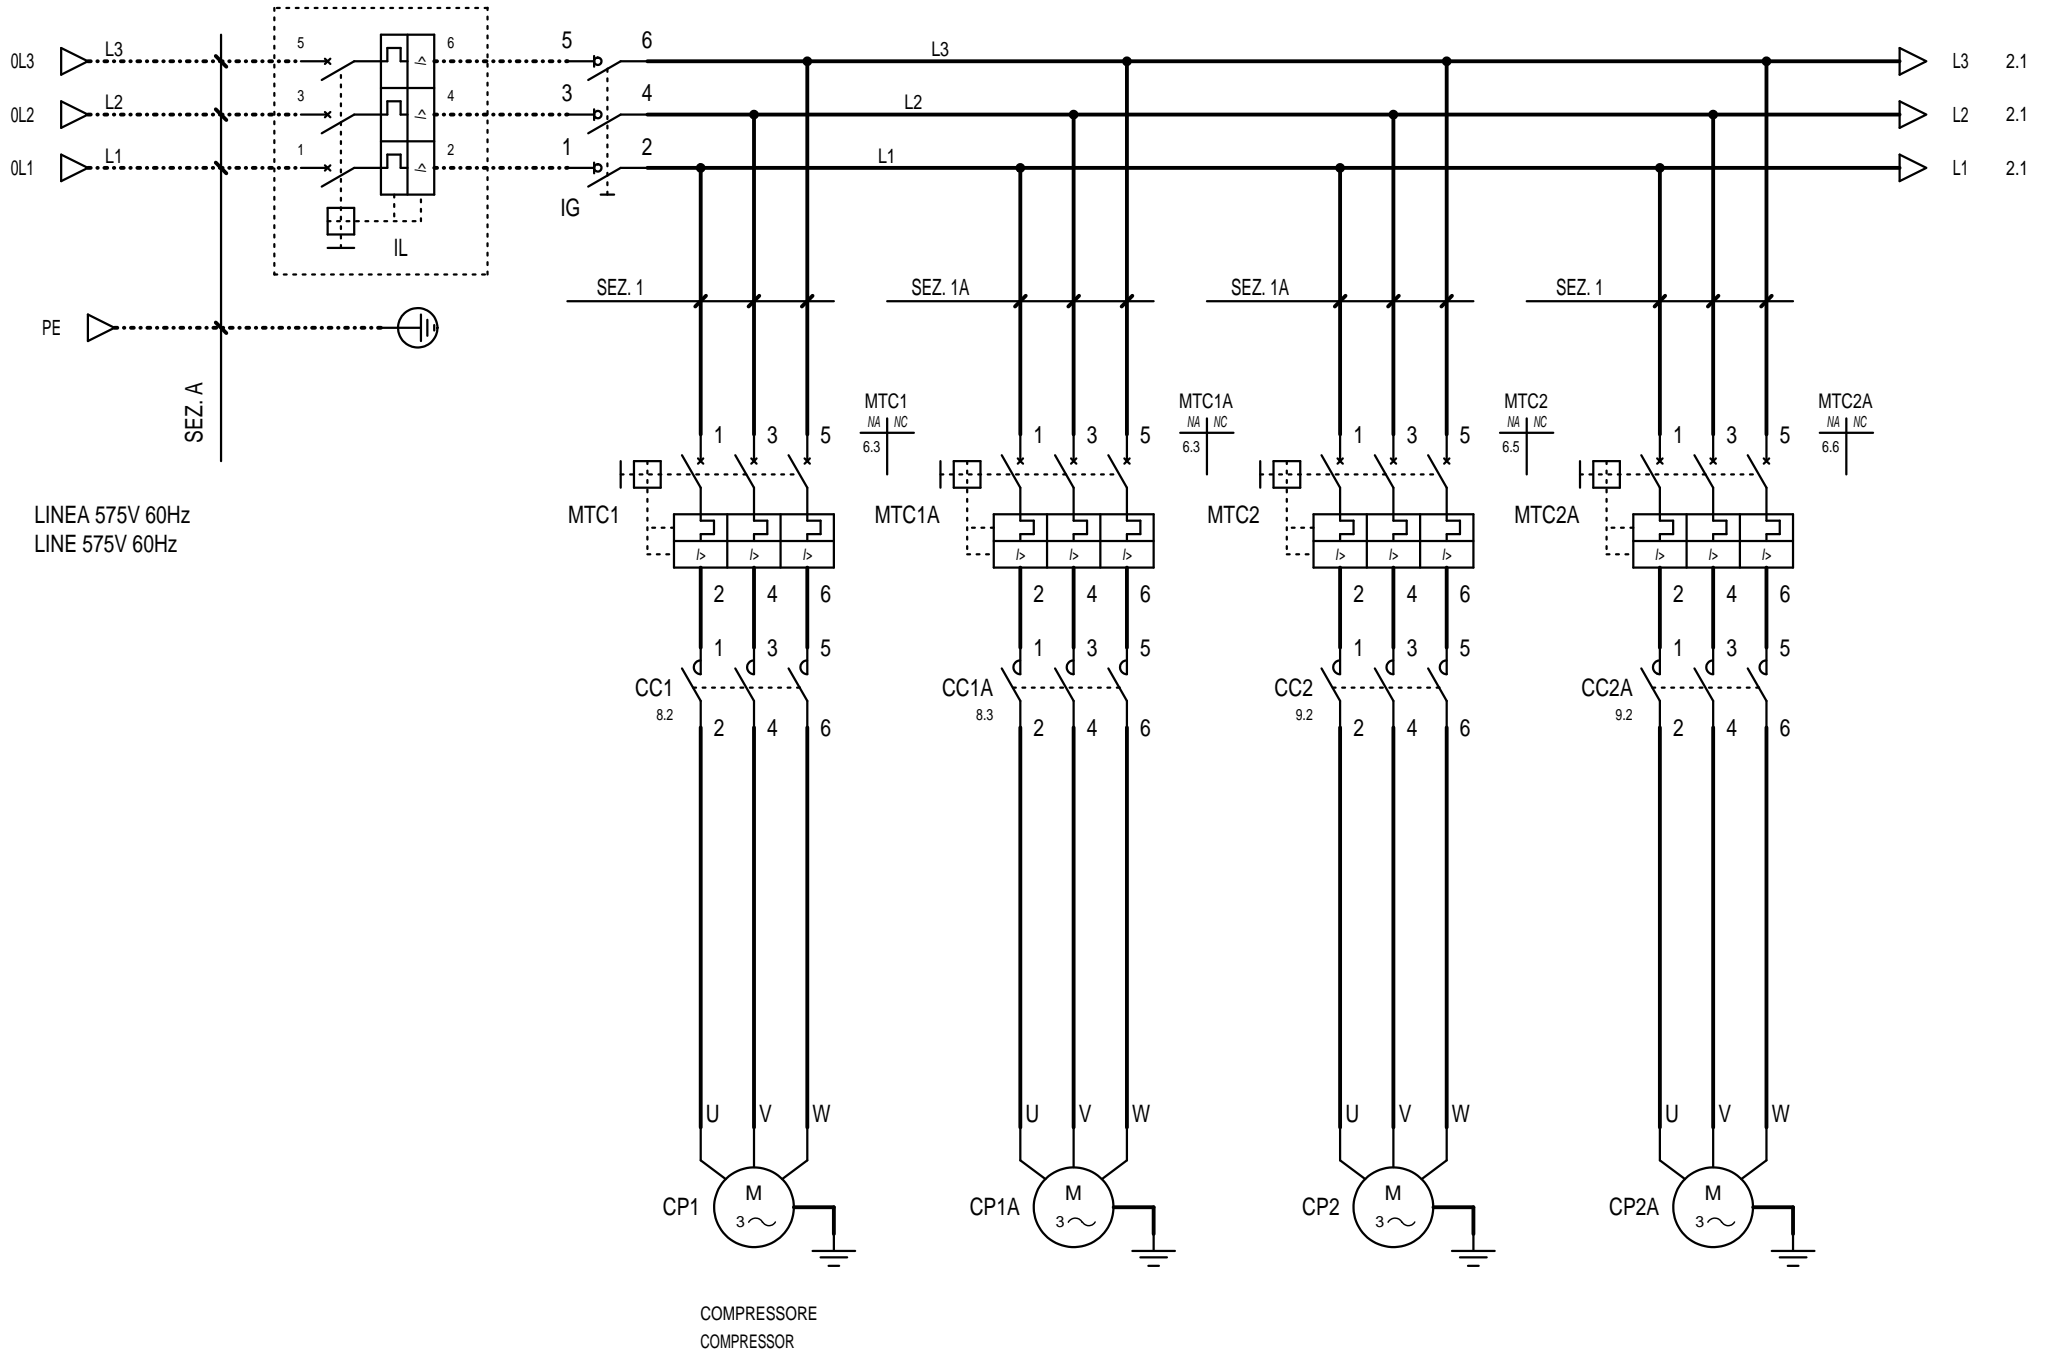 0L3 L3 5 6 5 6 L3 L3 2.1
0L2 L2 3 4 3 4 L2 L2 2.1
0L1 L1 1 2 1 2 L1 L1 2.1
IG
IL
SEZ. 1 SEZ. 1A SEZ. 1A SEZ. 1
PE
SEZ. A
MTC1 MTC1A MTC2 MTC2A
NA NC NA NC NA NC NA NC
1 3 5 6.3 1 3 5 6.3 1 3 5 6.5 1 3 5 6.6
LINEA 575V 60Hz
LINE 575V 60Hz
MTC1 MTC1A MTC2 MTC2A
I> I> I> I> I> I> I> I> I> I> I> I>
2 4 6 2 4 6 2 4 6 2 4 6
1 3 5 1 3 5 1 3 5 1 3 5
CC1 CC1A CC2 CC2A
8.2 8.3 9.2 9.2
2 4 6 2 4 6 2 4 6 2 4 6
U V W U V W U V W U V W
M M M M
CP1 CP1A CP2 CP2A
3 3 3 3
COMPRESSORE
COMPRESSOR